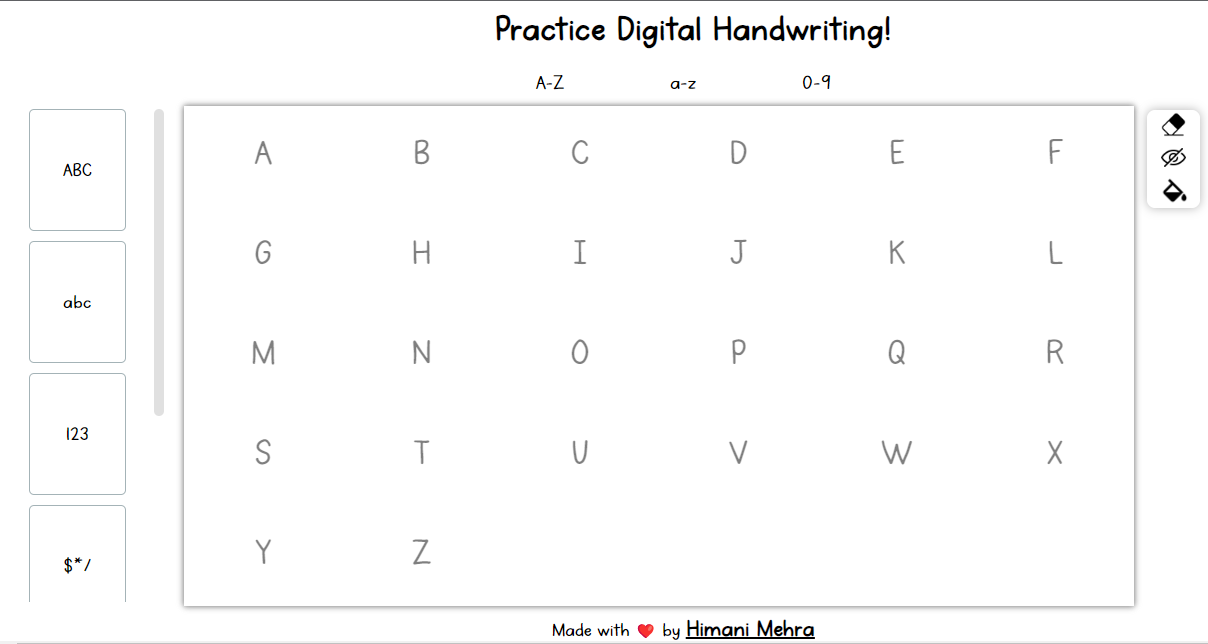 Practice Digital Handwriting!
A-Z a-z 0-9
ABC
abc
123
$*/
A B C D E F
G H I J K L
M N O P Q R
S T U V W X
Y Z
Made with ❤️ by Himani Mehra